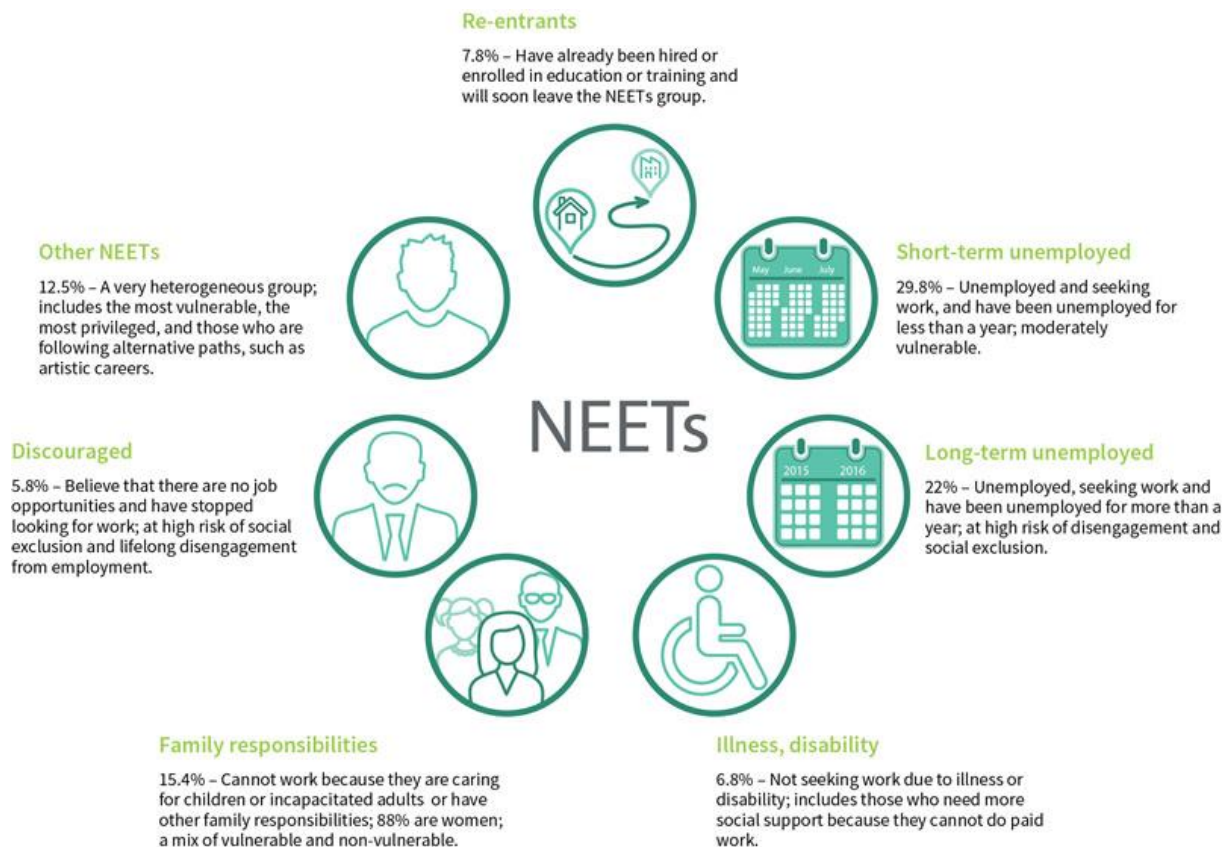 Re-entrants
7.8% – Have already been hired or
enrolled in education or training and
will soon leave the NEETs group.
Short-term unemployed
29.8% – Unemployed and seeking
work, and have been unemployed for
less than a year; moderately
vulnerable.
May June July
Long-term unemployed
22% – Unemployed, seeking work and
have been unemployed for more than a
year; at high risk of disengagement and
social exclusion.
2015 2016
Illness, disability
6.8% – Not seeking work due to illness or
disability; includes those who need more
social support because they cannot do paid
work.
Family responsibilities
15.4% – Cannot work because they are caring
for children or incapacitated adults or have
other family responsibilities; 88% are women;
a mix of vulnerable and non-vulnerable.
Discouraged
5.8% – Believe that there are no job
opportunities and have stopped
looking for work; at high risk of social
exclusion and lifelong disengagement
from employment.
Other NEETs
12.5% – A very heterogeneous group;
includes the most vulnerable, the
most privileged, and those who are
following alternative paths, such as
artistic careers.
NEETs